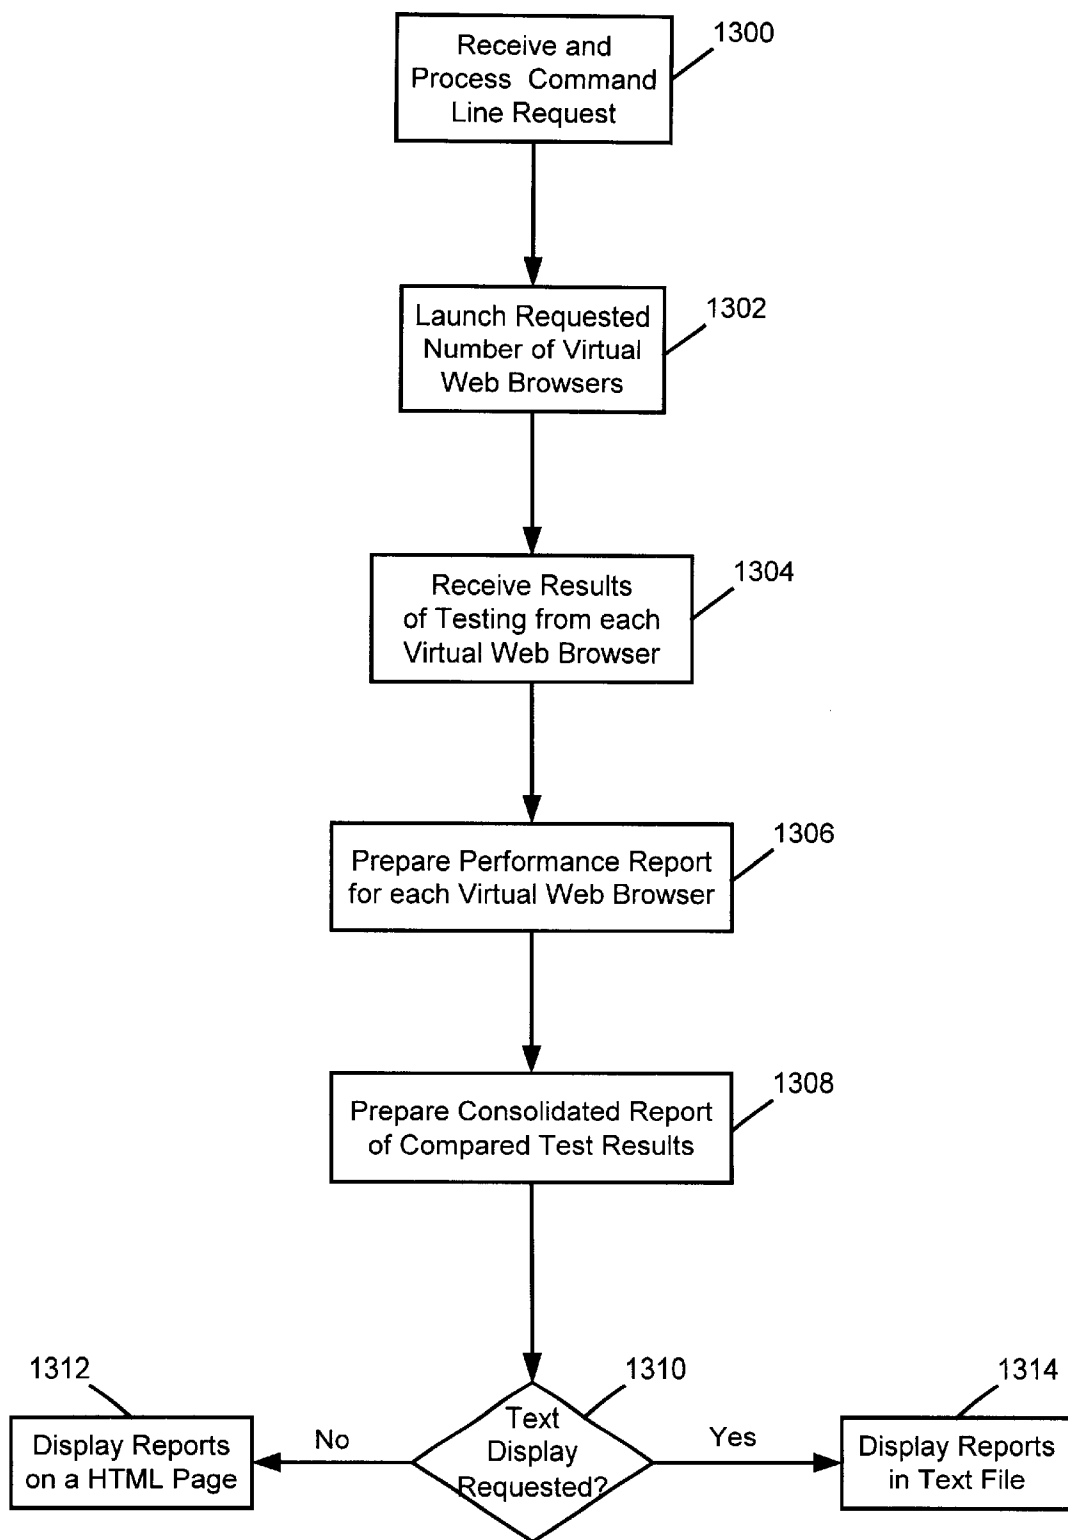 1300
Receive and
Process Command
Line Request
1302
Launch Requested
Number of Virtual
Web Browsers
1304
Receive Results
of Testing from each
Virtual Web Browser
1306
Prepare Performance Report
for each Virtual Web Browser
1308
Prepare Consolidated Report
of Compared Test Results
1312
1310
1314
Text
Display
Requested?
No
Yes
Display Reports
on a HTML Page
Display Reports
in Text File